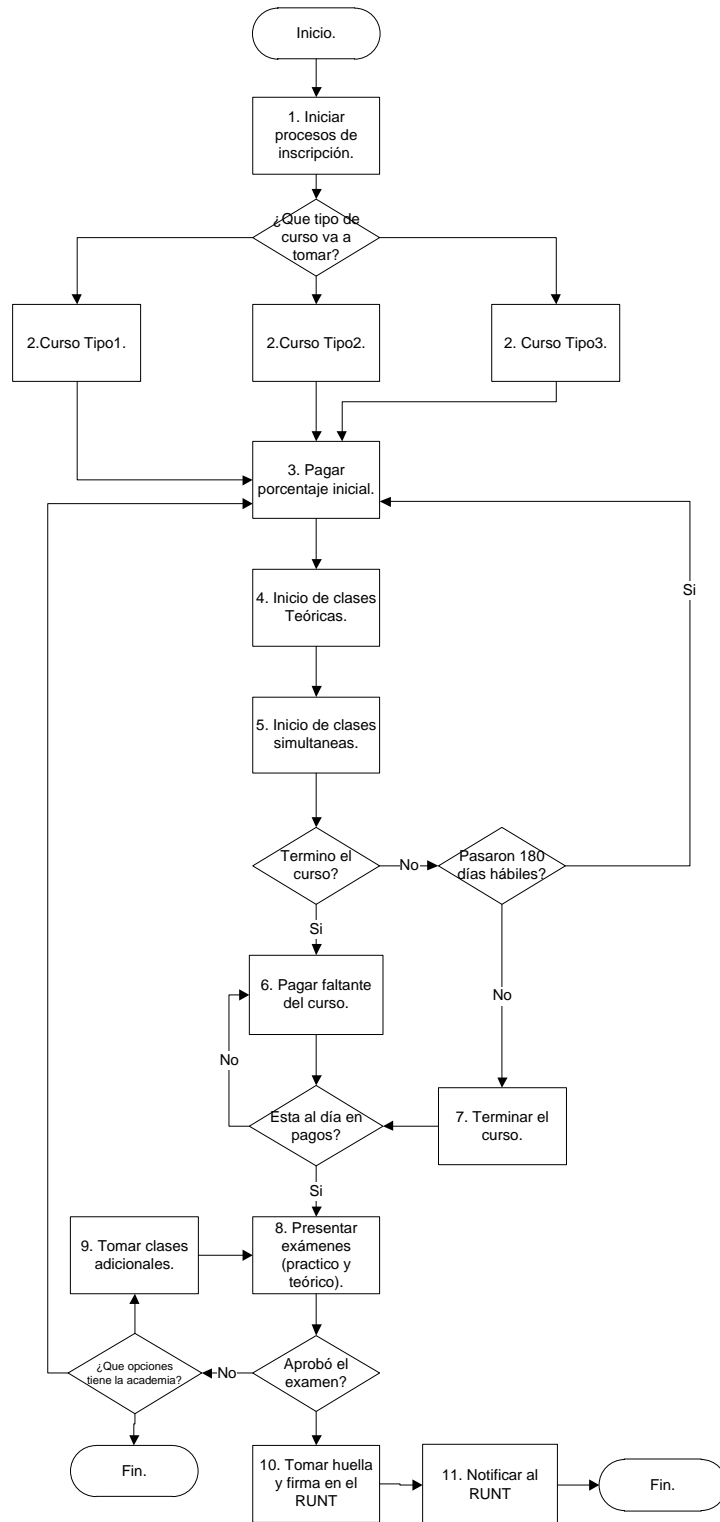 Inicio.
1. Iniciar
procesos de
inscripción.
¿Que tipo de
curso va a
tomar?
2.Curso Tipo1.
2.Curso Tipo2.
2. Curso Tipo3.
3. Pagar
porcentaje inicial.
Si
4. Inicio de clases
Teóricas.
5. Inicio de clases
simultaneas.
Termino el
curso?
No
Pasaron 180
días hábiles?
Si
6. Pagar faltante
del curso.
No
No
Esta al día en
pagos?
7. Terminar el
curso.
Si
9. Tomar clases
adicionales.
8. Presentar
exámenes
(practico y
teórico).
¿Que opciones
tiene la academia?
No
Aprobó el
examen?
Fin.
10. Tomar huella
y firma en el
RUNT
11. Notificar al
RUNT
Fin.